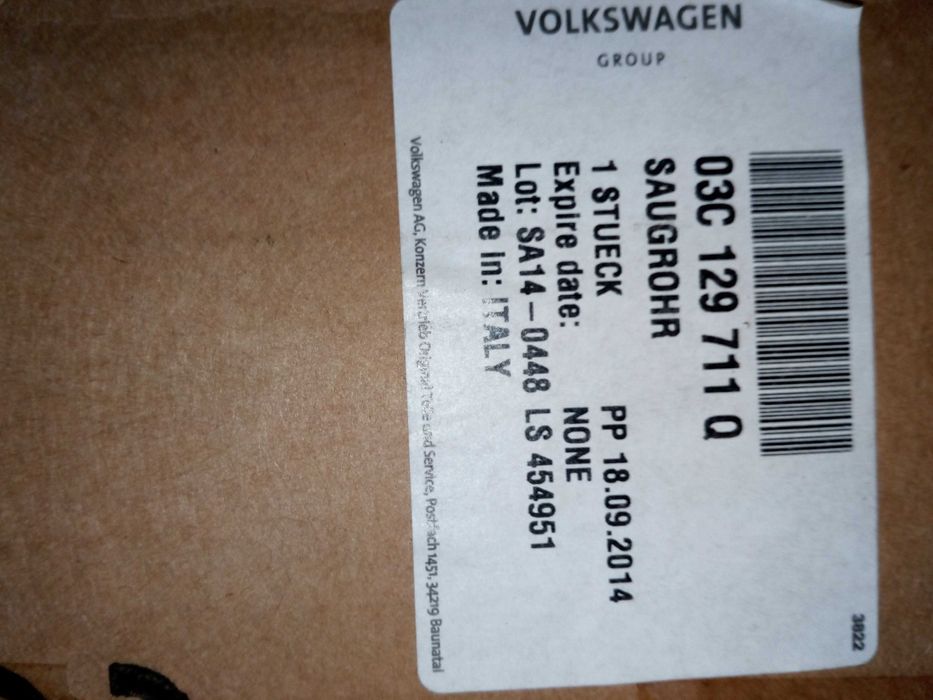 VOLKSWAGEN
GROUP
03C 129 711 Q
SAUGROHR
1 STUECK PP 18.09.2014
Expire date: NONE
Lot: SA14-0448 LS 454951
Made in: ITALY
Volkswagen AG, Konzern Vertrieb Original Teile und Service, Postfach 1451, 34219 Baunatal
3822